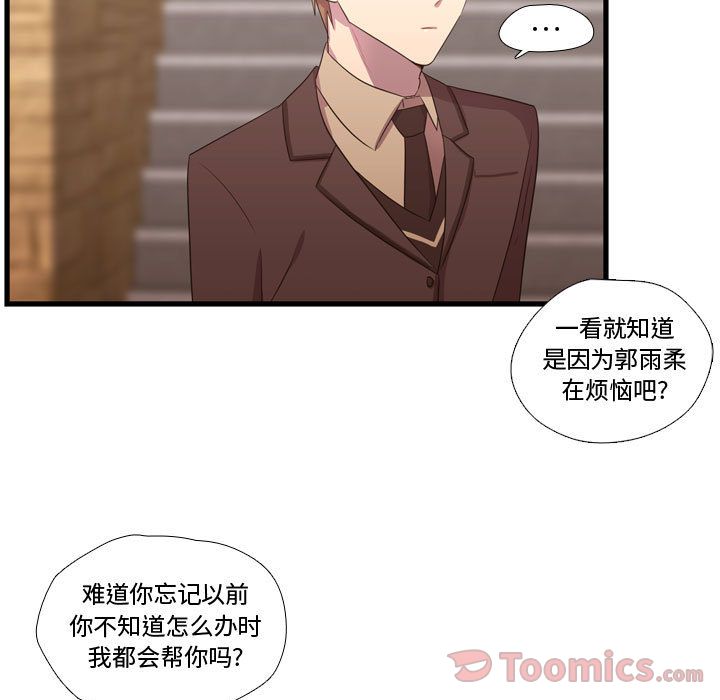 ...
一看就知道
是因为郭雨柔
在烦恼吧?
难道你忘记以前
你不知道怎么办时
我都会帮你吗?
Toomics.com